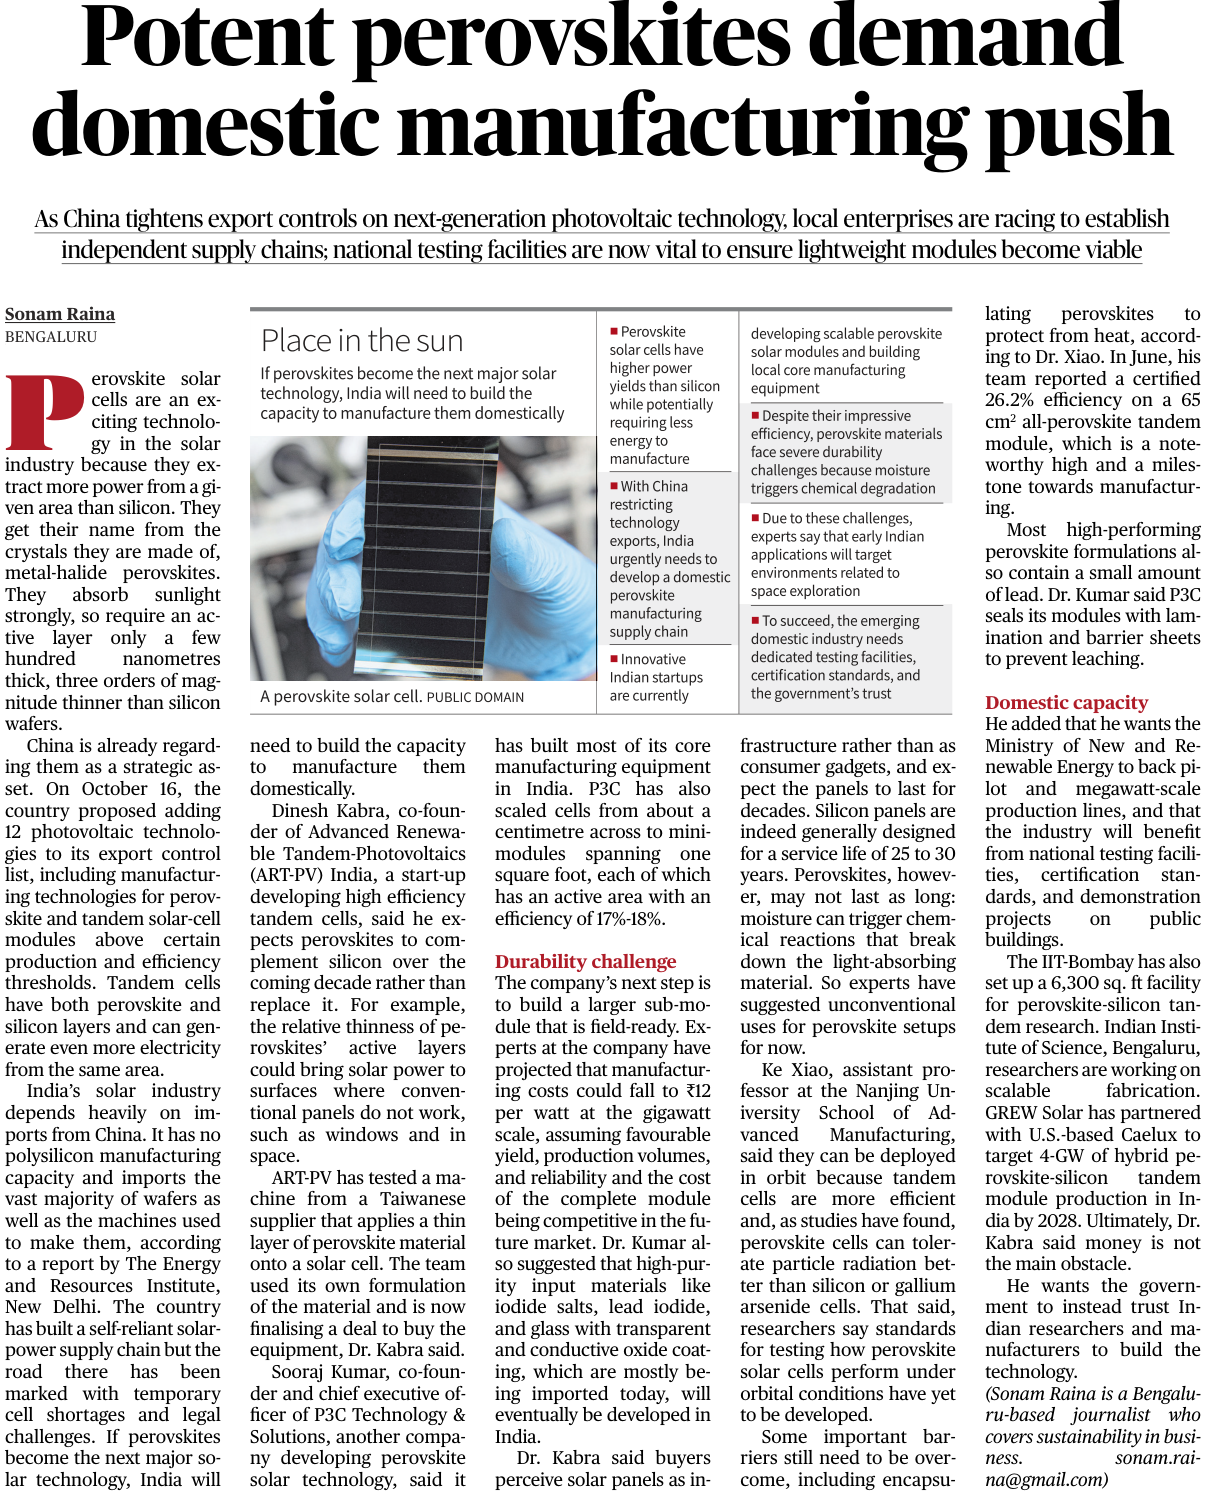 Potent perovskites demand
domestic manufacturing push
As China tightens export controls on next-generation photovoltaic technology, local enterprises are racing to establish
independent supply chains; national testing facilities are now vital to ensure lightweight modules become viable
Sonam Raina
BENGALURU
Perovskite solar
cells are an ex-
citing technolo-
gy in the solar
industry because they ex-
tract more power from a gi-
ven area than silicon. They
get their name from the
crystals they are made of,
metal-halide perovskites.
They absorb sunlight
strongly, so require an ac-
tive layer only a few
hundred nanometres
thick, three orders of mag-
nitude thinner than silicon
wafers.
China is already regard-
ing them as a strategic as-
set. On October 16, the
country proposed adding
12 photovoltaic technolo-
gies to its export control
list, including manufactur-
ing technologies for perov-
skite and tandem solar-cell
modules above certain
production and efficiency
thresholds. Tandem cells
have both perovskite and
silicon layers and can gen-
erate even more electricity
from the same area.
India's solar industry
depends heavily on im-
ports from China. It has no
polysilicon manufacturing
capacity and imports the
vast majority of wafers as
well as the machines used
to make them, according
to a report by The Energy
and Resources Institute,
New Delhi. The country
has built a self-reliant solar-
power supply chain but the
road there has been
marked with temporary
cell shortages and legal
challenges. If perovskites
become the next major so-
lar technology, India will
Place in the sun
If perovskites become the next major solar
technology, India will need to build the
capacity to manufacture them domestically
A perovskite solar cell. PUBLIC DOMAIN
■ Perovskite
solar cells have
higher power
yields than silicon
while potentially
requiring less
energy to
manufacture
■ With China
restricting
technology
exports, India
urgently needs to
develop a domestic
perovskite
manufacturing
supply chain
■ Innovative
Indian startups
are currently
developing scalable perovskite
solar modules and building
local core manufacturing
equipment
■ Despite their impressive
efficiency, perovskite materials
face severe durability
challenges because moisture
triggers chemical degradation
■ Due to these challenges,
experts say that early Indian
applications will target
environments related to
space exploration
■ To succeed, the emerging
domestic industry needs
dedicated testing facilities,
certification standards, and
the government's trust
need to build the capacity
to manufacture them
domestically.
Dinesh Kabra, co-foun-
der of Advanced Renewa-
ble Tandem-Photovoltaics
(ART-PV) India, a start-up
developing high efficiency
tandem cells, said he ex-
pects perovskites to com-
plement silicon over the
coming decade rather than
replace it. For example,
the relative thinness of pe-
rovskites' active layers
could bring solar power to
surfaces where conven-
tional panels do not work,
such as windows and in
space.
ART-PV has tested a ma-
chine from a Taiwanese
supplier that applies a thin
layer of perovskite material
onto a solar cell. The team
used its own formulation
of the material and is now
finalising a deal to buy the
equipment, Dr. Kabra said.
Sooraj Kumar, co-foun-
der and chief executive of-
ficer of P3C Technology &
Solutions, another compa-
ny developing perovskite
solar technology, said it
has built most of its core
manufacturing equipment
in India. P3C has also
scaled cells from about a
centimetre across to mini-
modules spanning one
square foot, each of which
has an active area with an
efficiency of 17%-18%.
Durability challenge
The company's next step is
to build a larger sub-mo-
dule that is field-ready. Ex-
perts at the company have
projected that manufactur-
ing costs could fall to ₹12
per watt at the gigawatt
scale, assuming favourable
yield, production volumes,
and reliability and the cost
of the complete module
being competitive in the fu-
ture market. Dr. Kumar al-
so suggested that high-pur-
ity input materials like
iodide salts, lead iodide,
and glass with transparent
and conductive oxide coat-
ing, which are mostly be-
ing imported today, will
eventually be developed in
India.
Dr. Kabra said buyers
perceive solar panels as in-
frastructure rather than as
consumer gadgets, and ex-
pect the panels to last for
decades. Silicon panels are
indeed generally designed
for a service life of 25 to 30
years. Perovskites, howev-
er, may not last as long:
moisture can trigger chem-
ical reactions that break
down the light-absorbing
material. So experts have
suggested unconventional
uses for perovskite setups
for now.
Ke Xiao, assistant pro-
fessor at the Nanjing Un-
iversity School of Ad-
vanced Manufacturing,
said they can be deployed
in orbit because tandem
cells are more efficient
and, as studies have found,
perovskite cells can toler-
ate particle radiation bet-
ter than silicon or gallium
arsenide cells. That said,
researchers say standards
for testing how perovskite
solar cells perform under
orbital conditions have yet
to be developed.
Some important bar-
riers still need to be over-
come, including encapsu-
lating perovskites to
protect from heat, accord-
ing to Dr. Xiao. In June, his
team reported a certified
26.2% efficiency on a 65
cm² all-perovskite tandem
module, which is a note-
worthy high and a miles-
tone towards manufactur-
ing.
Most high-performing
perovskite formulations al-
so contain a small amount
of lead. Dr. Kumar said P3C
seals its modules with lam-
ination and barrier sheets
to prevent leaching.
Domestic capacity
He added that he wants the
Ministry of New and Re-
newable Energy to back pi-
lot and megawatt-scale
production lines, and that
the industry will benefit
from national testing facili-
ties, certification stan-
dards, and demonstration
projects on public
buildings.
The IIT-Bombay has also
set up a 6,300 sq. ft facility
for perovskite-silicon tan-
dem research. Indian Insti-
tute of Science, Bengaluru,
researchers are working on
scalable fabrication.
GREW Solar has partnered
with U.S.-based Caelux to
target 4-GW of hybrid pe-
rovskite-silicon tandem
module production in In-
dia by 2028. Ultimately, Dr.
Kabra said money is not
the main obstacle.
He wants the govern-
ment to instead trust In-
dian researchers and ma-
nufacturers to build the
technology.
(Sonam Raina is a Bengalu-
ru-based journalist who
covers sustainability in busi-
ness. sonam.rai-
na@gmail.com)